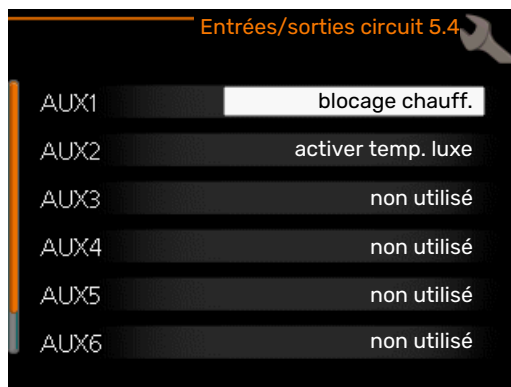 Entrées/sorties circuit 5.4
AUX1 blocage chauff.
AUX2 activer temp. luxe
AUX3 non utilisé
AUX4 non utilisé
AUX5 non utilisé
AUX6 non utilisé